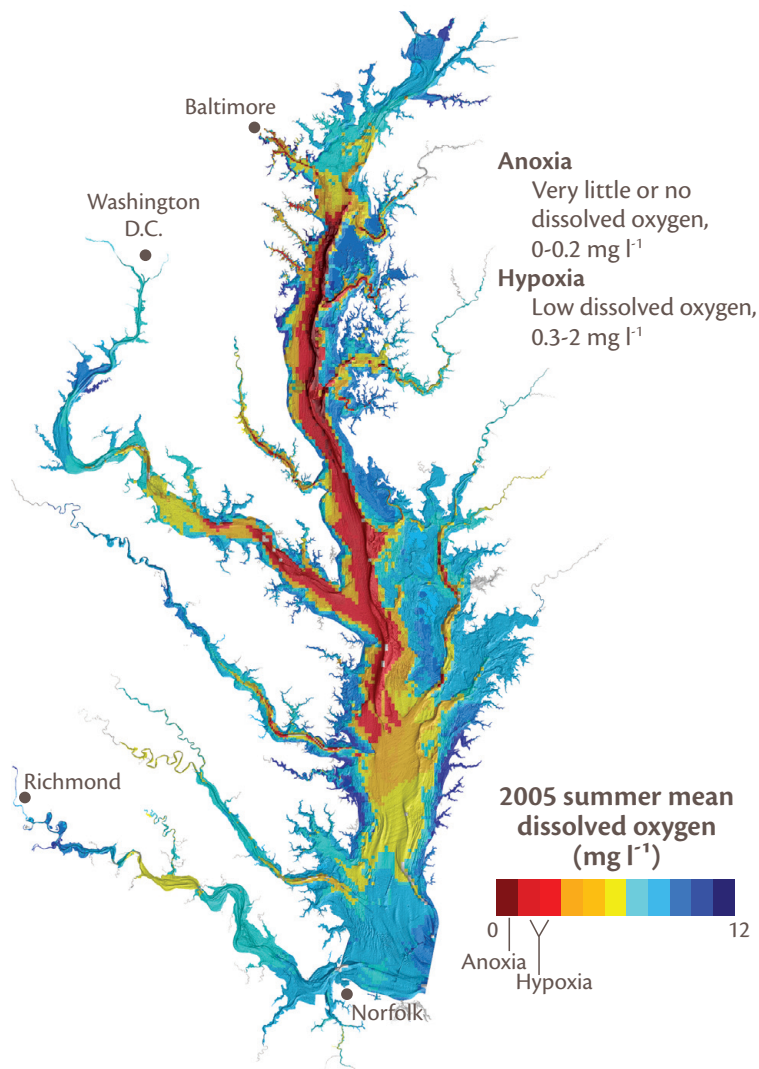 Baltimore
Washington
D.C.
Anoxia
Very little or no
dissolved oxygen,
0-0.2 mg l⁻¹
Hypoxia
Low dissolved oxygen,
0.3-2 mg l⁻¹
Richmond
Norfolk
2005 summer mean
dissolved oxygen
(mg l⁻¹)
0
12
Anoxia
Hypoxia